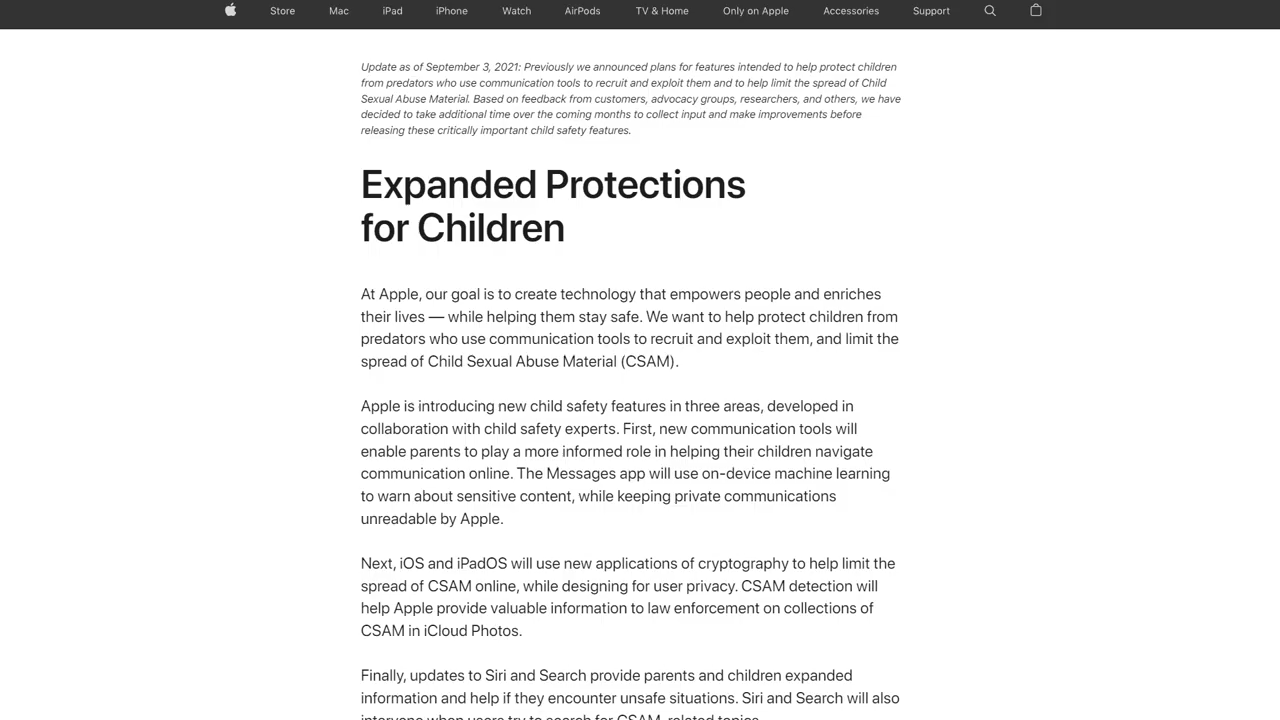 Store Mac iPad iPhone Watch AirPods TV & Home Only on Apple Accessories Support
Update as of September 3, 2021: Previously we announced plans for features intended to help protect children
from predators who use communication tools to recruit and exploit them and to help limit the spread of Child
Sexual Abuse Material. Based on feedback from customers, advocacy groups, researchers, and others, we have
decided to take additional time over the coming months to collect input and make improvements before
releasing these critically important child safety features.
Expanded Protections
for Children
At Apple, our goal is to create technology that empowers people and enriches
their lives — while helping them stay safe. We want to help protect children from
predators who use communication tools to recruit and exploit them, and limit the
spread of Child Sexual Abuse Material (CSAM).
Apple is introducing new child safety features in three areas, developed in
collaboration with child safety experts. First, new communication tools will
enable parents to play a more informed role in helping their children navigate
communication online. The Messages app will use on-device machine learning
to warn about sensitive content, while keeping private communications
unreadable by Apple.
Next, iOS and iPadOS will use new applications of cryptography to help limit the
spread of CSAM online, while designing for user privacy. CSAM detection will
help Apple provide valuable information to law enforcement on collections of
CSAM in iCloud Photos.
Finally, updates to Siri and Search provide parents and children expanded
information and help if they encounter unsafe situations. Siri and Search will also
intervene when users try to search for CSAM-related topics.